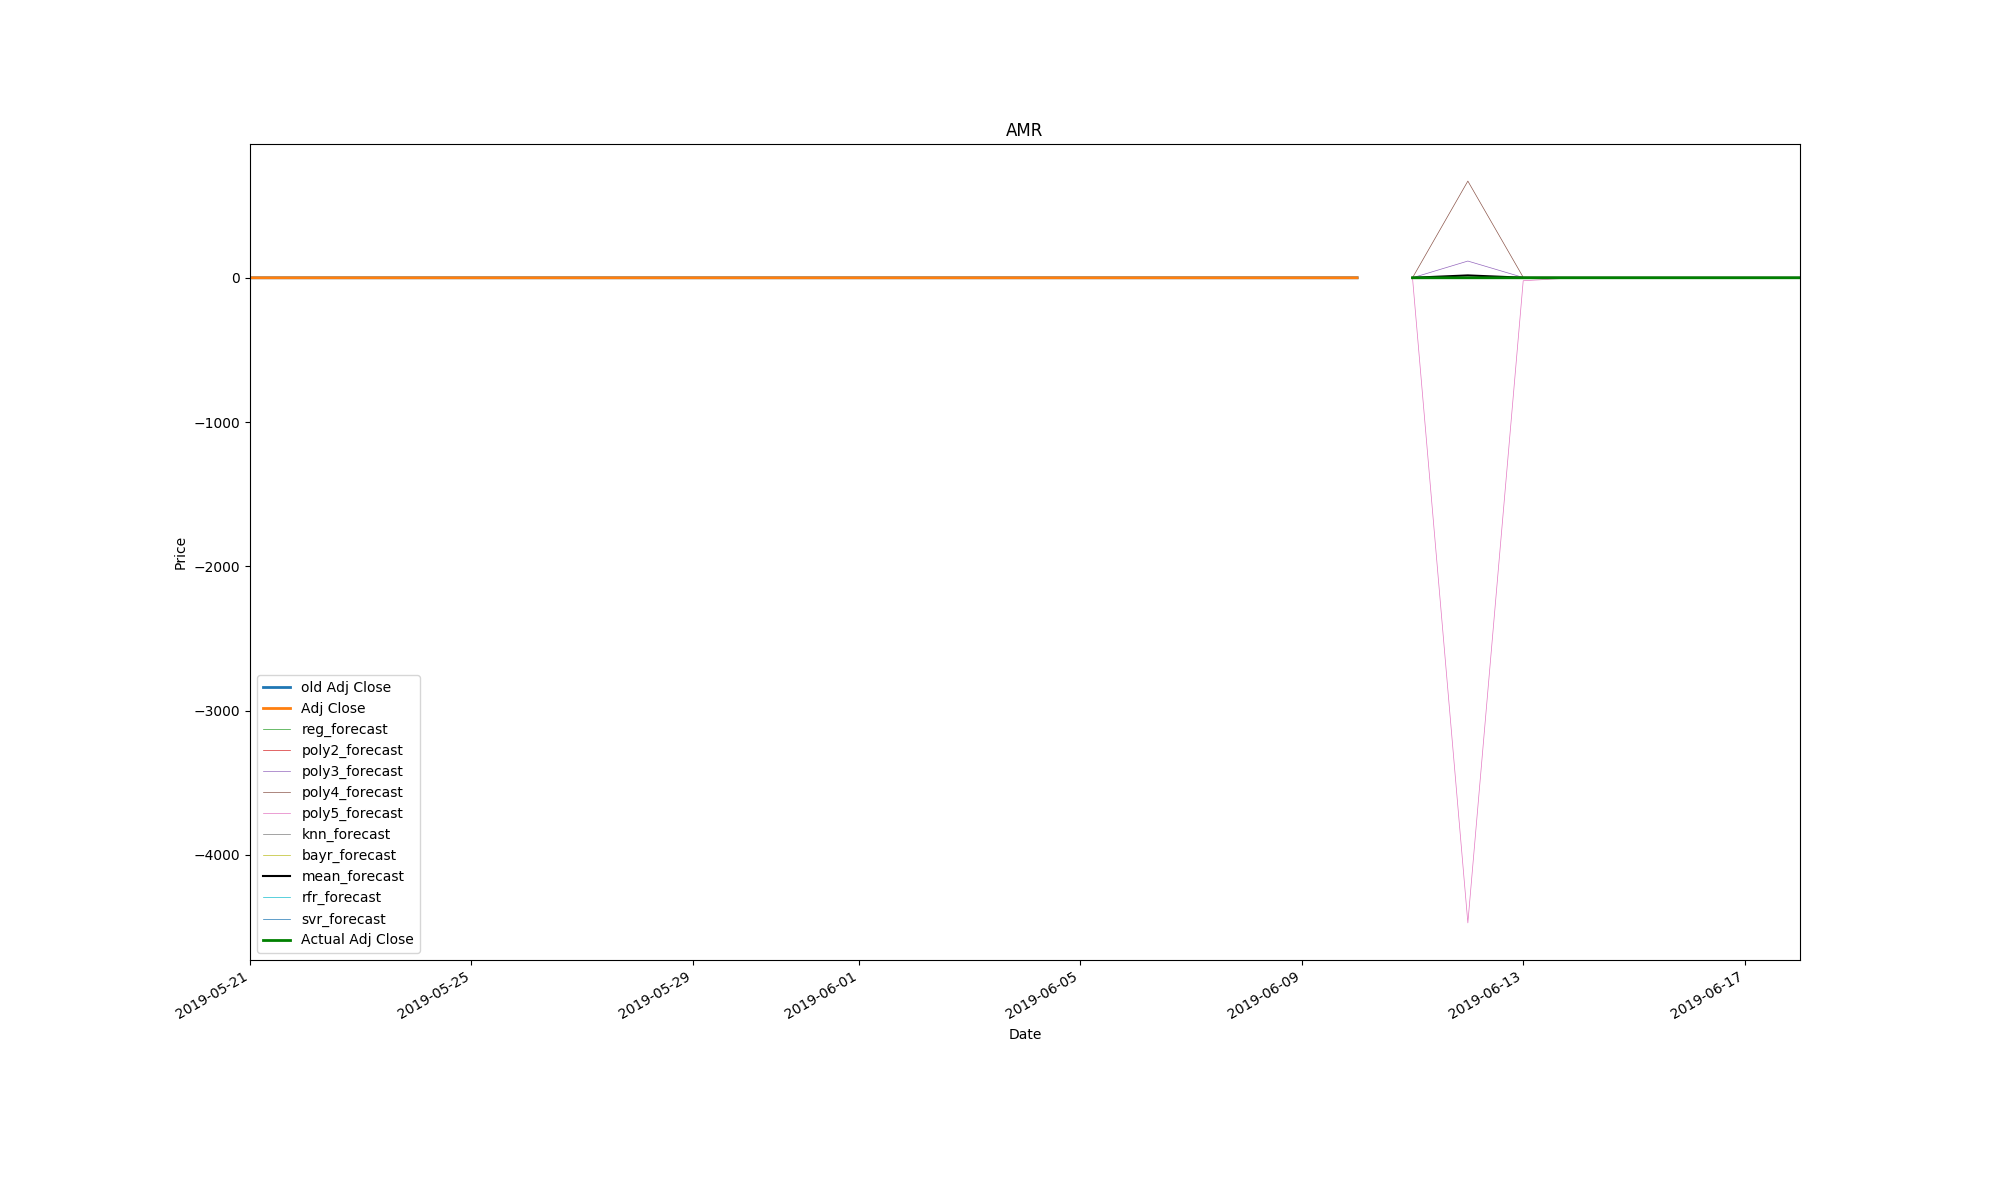 AMR
0
−1000
−2000
−3000
−4000
Price
old Adj Close
Adj Close
reg_forecast
poly2_forecast
poly3_forecast
poly4_forecast
poly5_forecast
knn_forecast
bayr_forecast
mean_forecast
rfr_forecast
svr_forecast
Actual Adj Close
2019-05-21
2019-05-25
2019-05-29
2019-06-01
2019-06-05
2019-06-09
2019-06-13
2019-06-17
Date